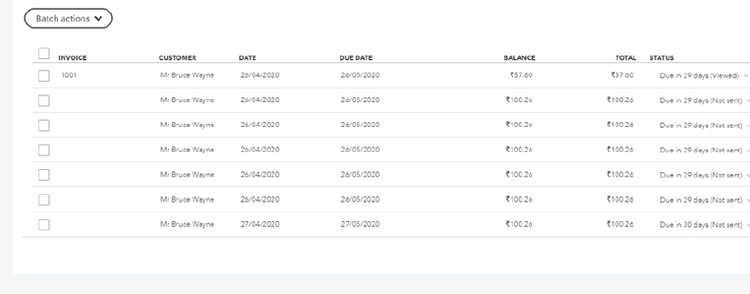 Batch actions
INVOICE CUSTOMER DATE DUE DATE BALANCE TOTAL STATUS
1001 Mr Bruce Wayne 26/04/2020 26/05/2020 ₹57.60 ₹57.60 Due in 29 days (Viewed)
Mr Bruce Wayne 26/04/2020 26/05/2020 ₹100.26 ₹100.26 Due in 29 days (Not sent)
Mr Bruce Wayne 26/04/2020 26/05/2020 ₹100.26 ₹100.26 Due in 29 days (Not sent)
Mr Bruce Wayne 26/04/2020 26/05/2020 ₹100.26 ₹100.26 Due in 29 days (Not sent)
Mr Bruce Wayne 26/04/2020 26/05/2020 ₹100.26 ₹100.26 Due in 29 days (Not sent)
Mr Bruce Wayne 26/04/2020 26/05/2020 ₹100.26 ₹100.26 Due in 29 days (Not sent)
Mr Bruce Wayne 27/04/2020 27/05/2020 ₹100.26 ₹100.26 Due in 30 days (Not sent)